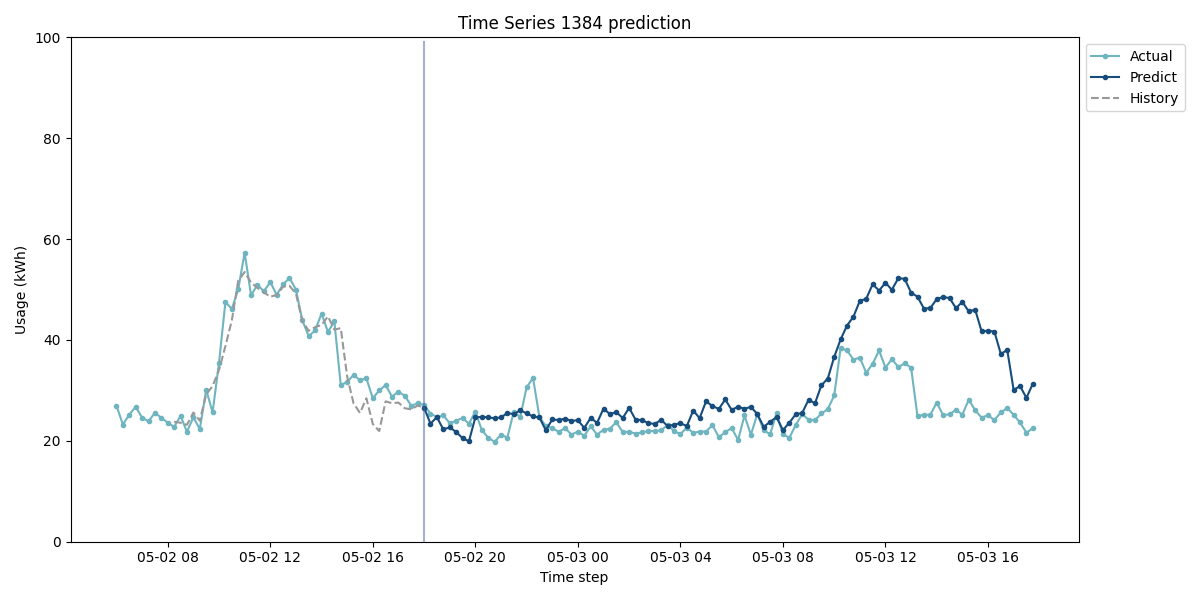 Time Series 1384 prediction
100
80
60
40
20
0
Usage (kWh)
05-02 08
05-02 12
05-02 16
05-02 20
05-03 00
05-03 04
05-03 08
05-03 12
05-03 16
Time step
Actual
Predict
History